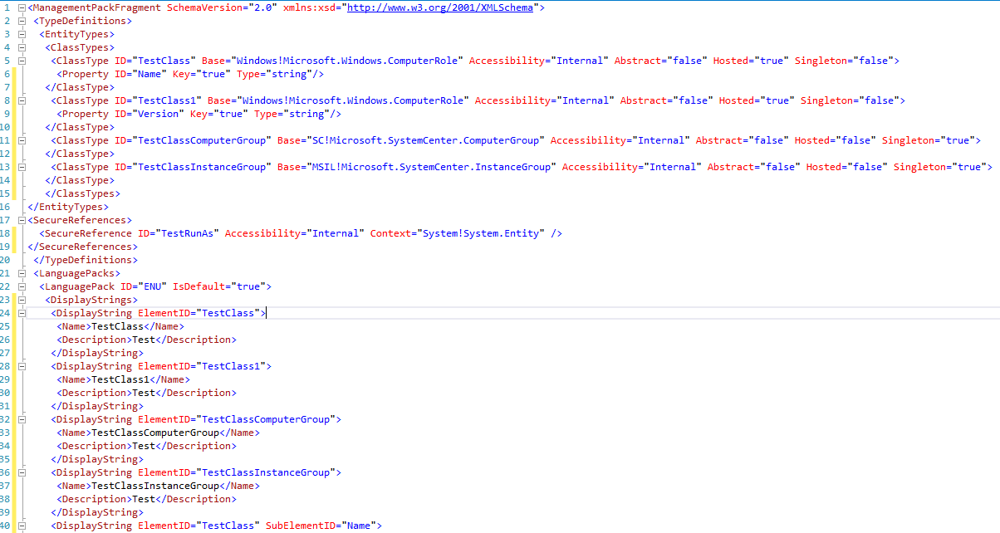 1 <ManagementPackFragment SchemaVersion="2.0" xmlns:xsd="http://www.w3.org/2001/XMLSchema">
2 <TypeDefinitions>
3 <EntityTypes>
4 <ClassTypes>
5 <ClassType ID="TestClass" Base="Windows!Microsoft.Windows.ComputerRole" Accessibility="Internal" Abstract="false" Hosted="true" Singleton="false">
6 <Property ID="Name" Key="true" Type="string"/>
7 </ClassType>
8 <ClassType ID="TestClass1" Base="Windows!Microsoft.Windows.ComputerRole" Accessibility="Internal" Abstract="false" Hosted="true" Singleton="false">
9 <Property ID="Version" Key="true" Type="string"/>
10 </ClassType>
11 <ClassType ID="TestClassComputerGroup" Base="SC!Microsoft.SystemCenter.ComputerGroup" Accessibility="Internal" Abstract="false" Hosted="false" Singleton="true">
12 </ClassType>
13 <ClassType ID="TestClassInstanceGroup" Base="MSIL!Microsoft.SystemCenter.InstanceGroup" Accessibility="Internal" Abstract="false" Hosted="false" Singleton="true">
14 </ClassType>
15 </ClassTypes>
16 </EntityTypes>
17 <SecureReferences>
18 <SecureReference ID="TestRunAs" Accessibility="Internal" Context="System!System.Entity" />
19 </SecureReferences>
20 </TypeDefinitions>
21 <LanguagePacks>
22 <LanguagePack ID="ENU" IsDefault="true">
23 <DisplayStrings>
24 <DisplayString ElementID="TestClass">
25 <Name>TestClass</Name>
26 <Description>Test</Description>
27 </DisplayString>
28 <DisplayString ElementID="TestClass1">
29 <Name>TestClass1</Name>
30 <Description>Test</Description>
31 </DisplayString>
32 <DisplayString ElementID="TestClassComputerGroup">
33 <Name>TestClassComputerGroup</Name>
34 <Description>Test</Description>
35 </DisplayString>
36 <DisplayString ElementID="TestClassInstanceGroup">
37 <Name>TestClassInstanceGroup</Name>
38 <Description>Test</Description>
39 </DisplayString>
40 <DisplayString ElementID="TestClass" SubElementID="Name">